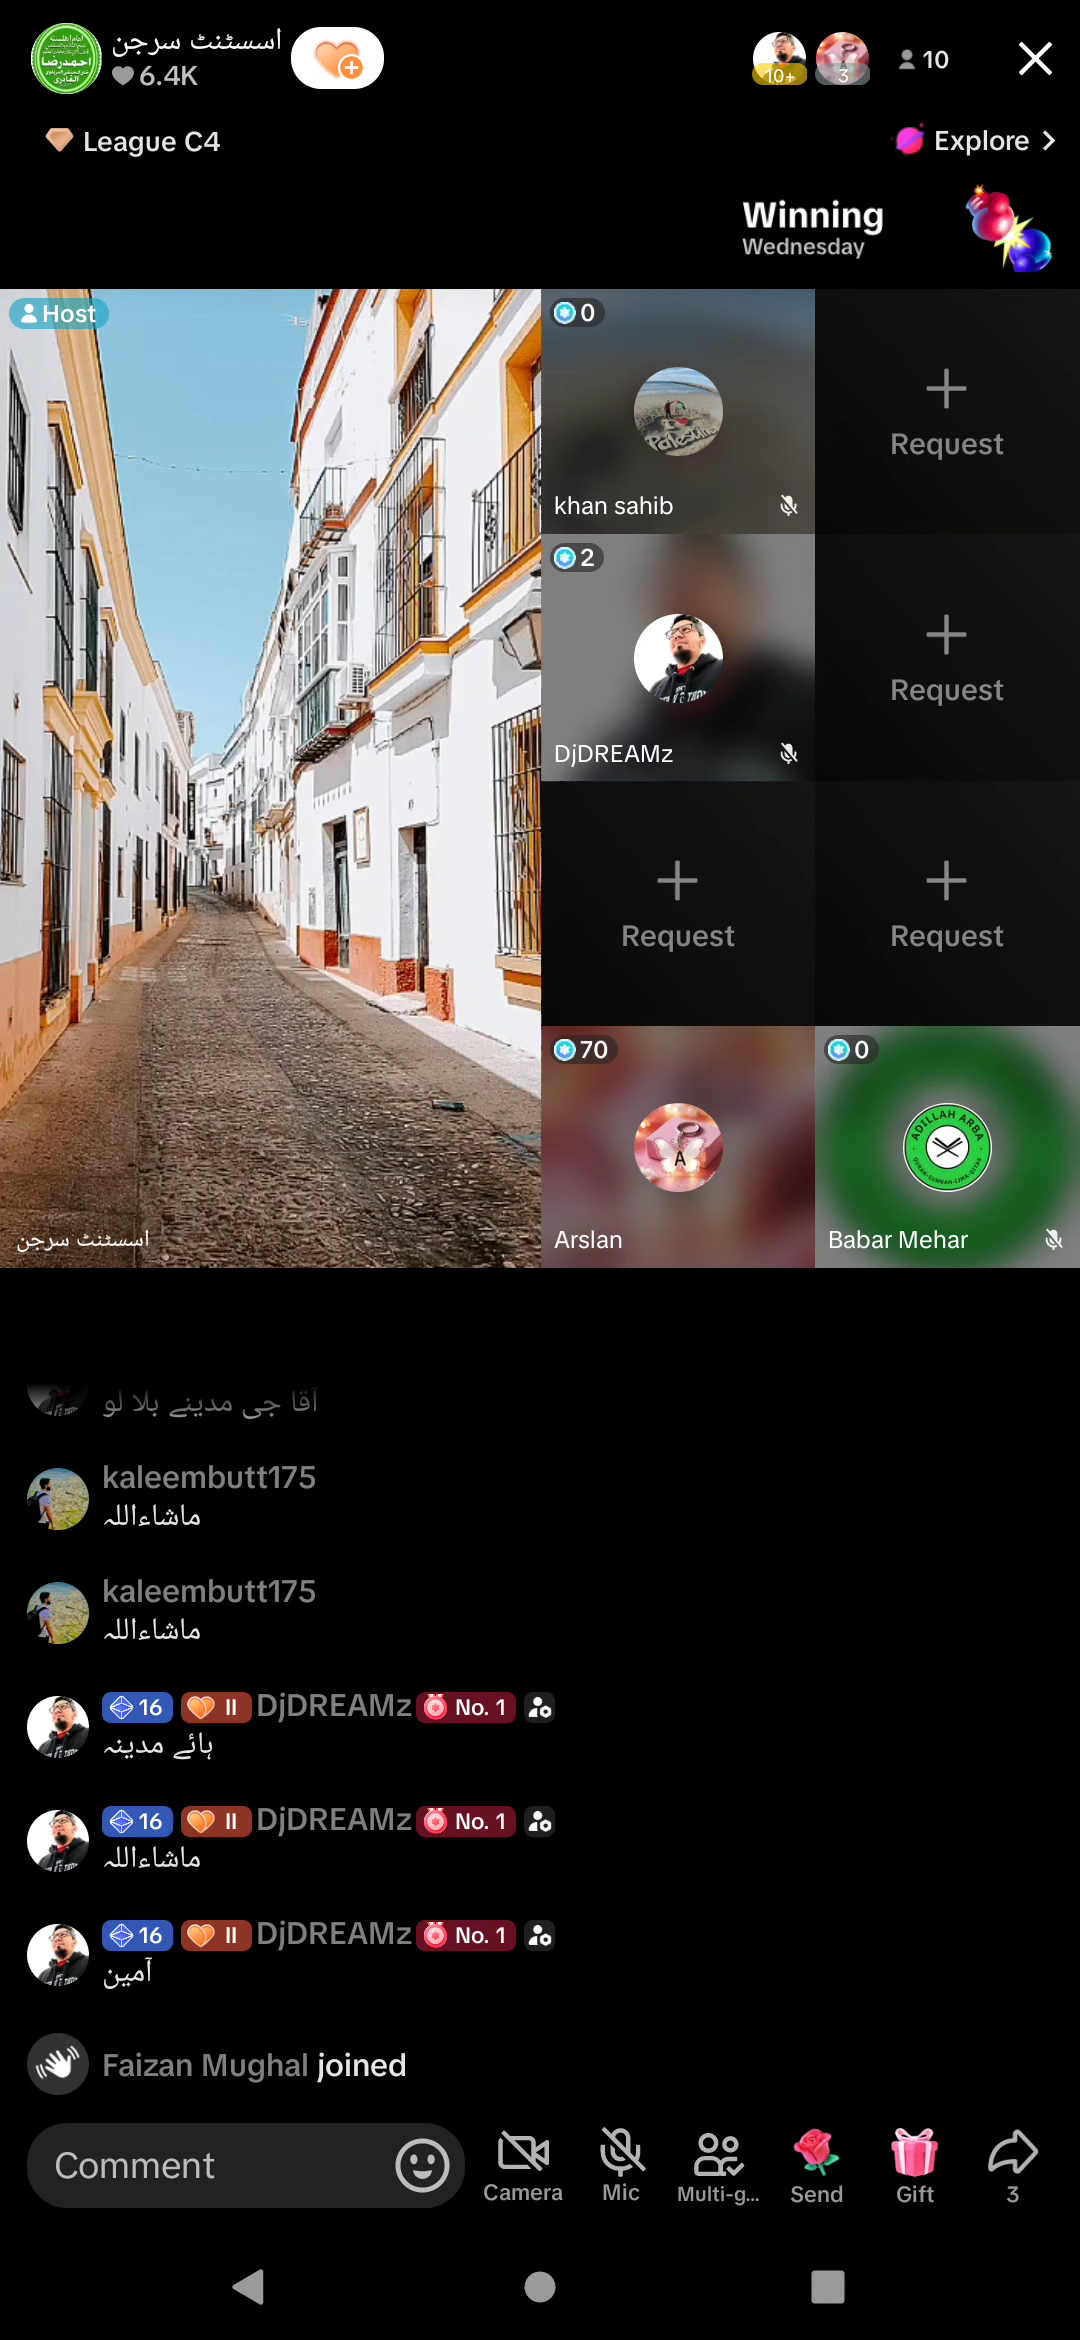 اسسٹنٹ سرجن
6.4K
10+
3
10
League C4
Explore
Winning
Wednesday
Host
0
khan sahib
Request
2
DjDREAMz
Request
Request
Request
70
Arslan
0
ADILLAH ARBA
Babar Mehar
اسسٹنٹ سرجن
آقا جی مدینے بلا لو
kaleembutt175
ماشاءاللہ
kaleembutt175
ماشاءاللہ
16 II DjDREAMz No. 1
ہائے مدینہ
16 II DjDREAMz No. 1
ماشاءاللہ
16 II DjDREAMz No. 1
آمین
Faizan Mughal joined
Comment
Camera
Mic
Multi-g...
Send
Gift
3